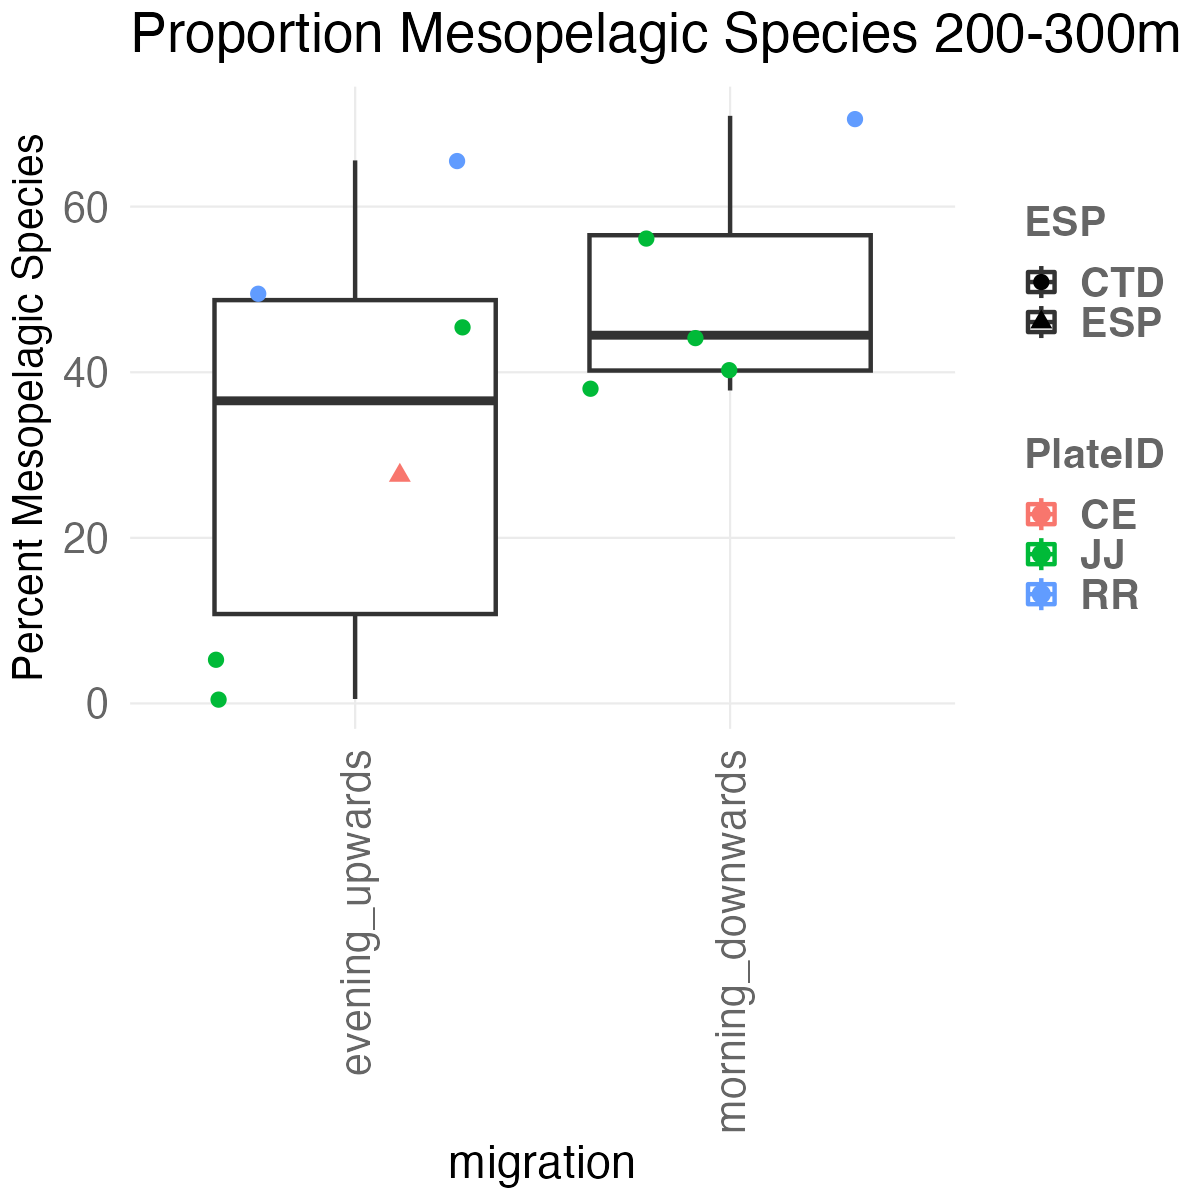 Proportion Mesopelagic Species 200-300m
Percent Mesopelagic Species
60
40
20
0
evening_upwards
morning_downwards
migration
ESP
CTD
ESP
PlateID
CE
JJ
RR